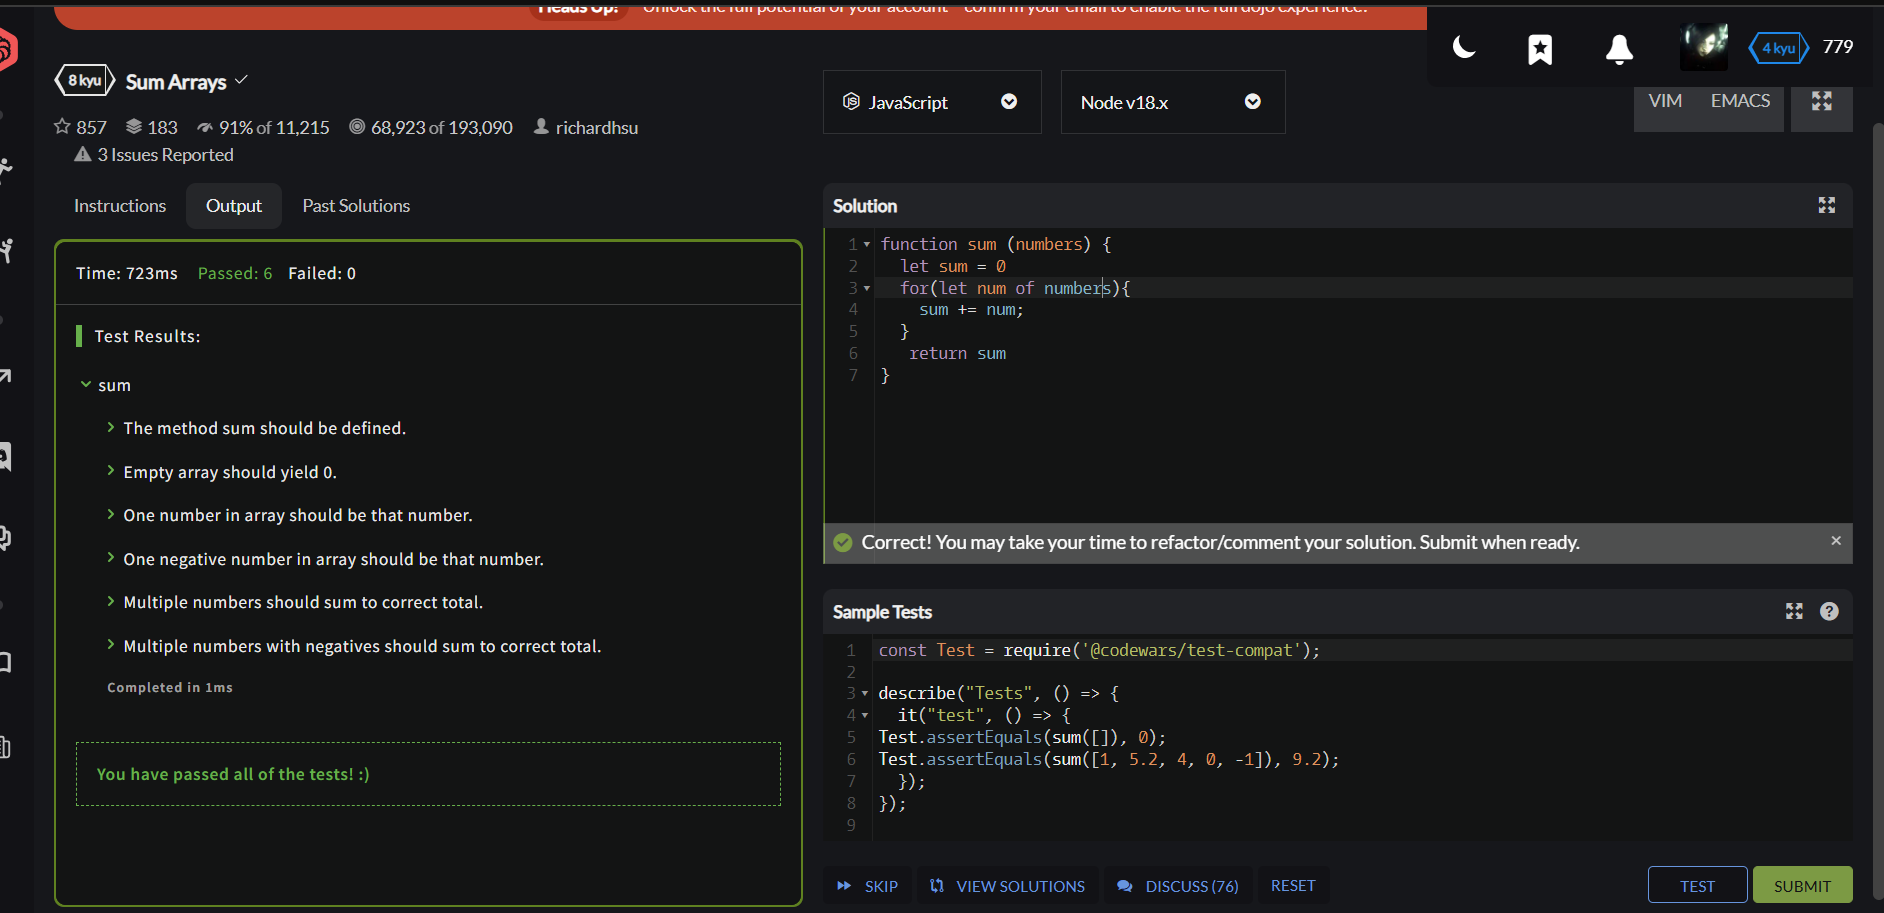 Heads Up! Unlock the full potential of your account - confirm your email to enable the full dojo experience.
4 kyu 779
8 kyu Sum Arrays
857 183 91% of 11,215 68,923 of 193,090 richardhsu
3 Issues Reported
JavaScript
Node v18.x
VIM EMACS
Instructions Output Past Solutions
Time: 723ms Passed: 6 Failed: 0
Test Results:
sum
The method sum should be defined.
Empty array should yield 0.
One number in array should be that number.
One negative number in array should be that number.
Multiple numbers should sum to correct total.
Multiple numbers with negatives should sum to correct total.
Completed in 1ms
You have passed all of the tests! :)
Solution
1 function sum (numbers) {
2 let sum = 0
3 for(let num of numbers){
4 sum += num;
5 }
6 return sum
7 }
Correct! You may take your time to refactor/comment your solution. Submit when ready.
Sample Tests
1 const Test = require('@codewars/test-compat');
2
3 describe("Tests", () => {
4 it("test", () => {
5 Test.assertEquals(sum([]), 0);
6 Test.assertEquals(sum([1, 5.2, 4, 0, -1]), 9.2);
7 });
8 });
9
SKIP VIEW SOLUTIONS DISCUSS (76) RESET
TEST SUBMIT